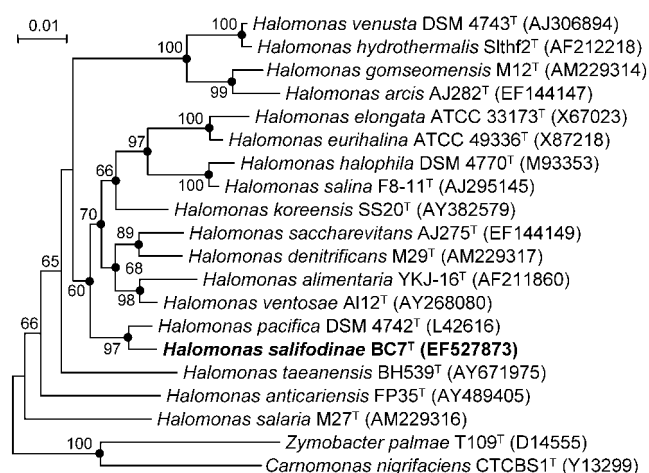 0.01
100 Halomonas venusta DSM 4743ᵀ (AJ306894)
Halomonas hydrothermalis Slthf2ᵀ (AF212218)
100
Halomonas gomseomensis M12ᵀ (AM229314)
99 Halomonas arcis AJ282ᵀ (EF144147)
100 Halomonas elongata ATCC 33173ᵀ (X67023)
97 Halomonas eurihalina ATCC 49336ᵀ (X87218)
Halomonas halophila DSM 4770ᵀ (M93353)
66
100 Halomonas salina F8-11ᵀ (AJ295145)
Halomonas koreensis SS20ᵀ (AY382579)
70
89 Halomonas saccharevitans AJ275ᵀ (EF144149)
Halomonas denitrificans M29ᵀ (AM229317)
65 68
Halomonas alimentaria YKJ-16ᵀ (AF211860)
60
98 Halomonas ventosae Al12ᵀ (AY268080)
Halomonas pacifica DSM 4742ᵀ (L42616)
66
97 Halomonas salifodinae BC7ᵀ (EF527873)
Halomonas taeanensis BH539ᵀ (AY671975)
Halomonas anticariensis FP35ᵀ (AY489405)
Halomonas salaria M27ᵀ (AM229316)
100 Zymobacter palmae T109ᵀ (D14555)
Carnomonas nigrifaciens CTCBS1ᵀ (Y13299)